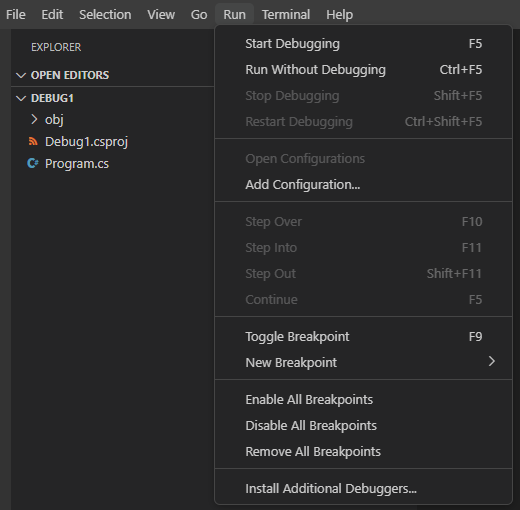 File Edit Selection View Go Run Terminal Help
EXPLORER
OPEN EDITORS
DEBUG1
obj
Debug1.csproj
C# Program.cs
Start Debugging F5
Run Without Debugging Ctrl+F5
Stop Debugging Shift+F5
Restart Debugging Ctrl+Shift+F5
Open Configurations
Add Configuration...
Step Over F10
Step Into F11
Step Out Shift+F11
Continue F5
Toggle Breakpoint F9
New Breakpoint
Enable All Breakpoints
Disable All Breakpoints
Remove All Breakpoints
Install Additional Debuggers...